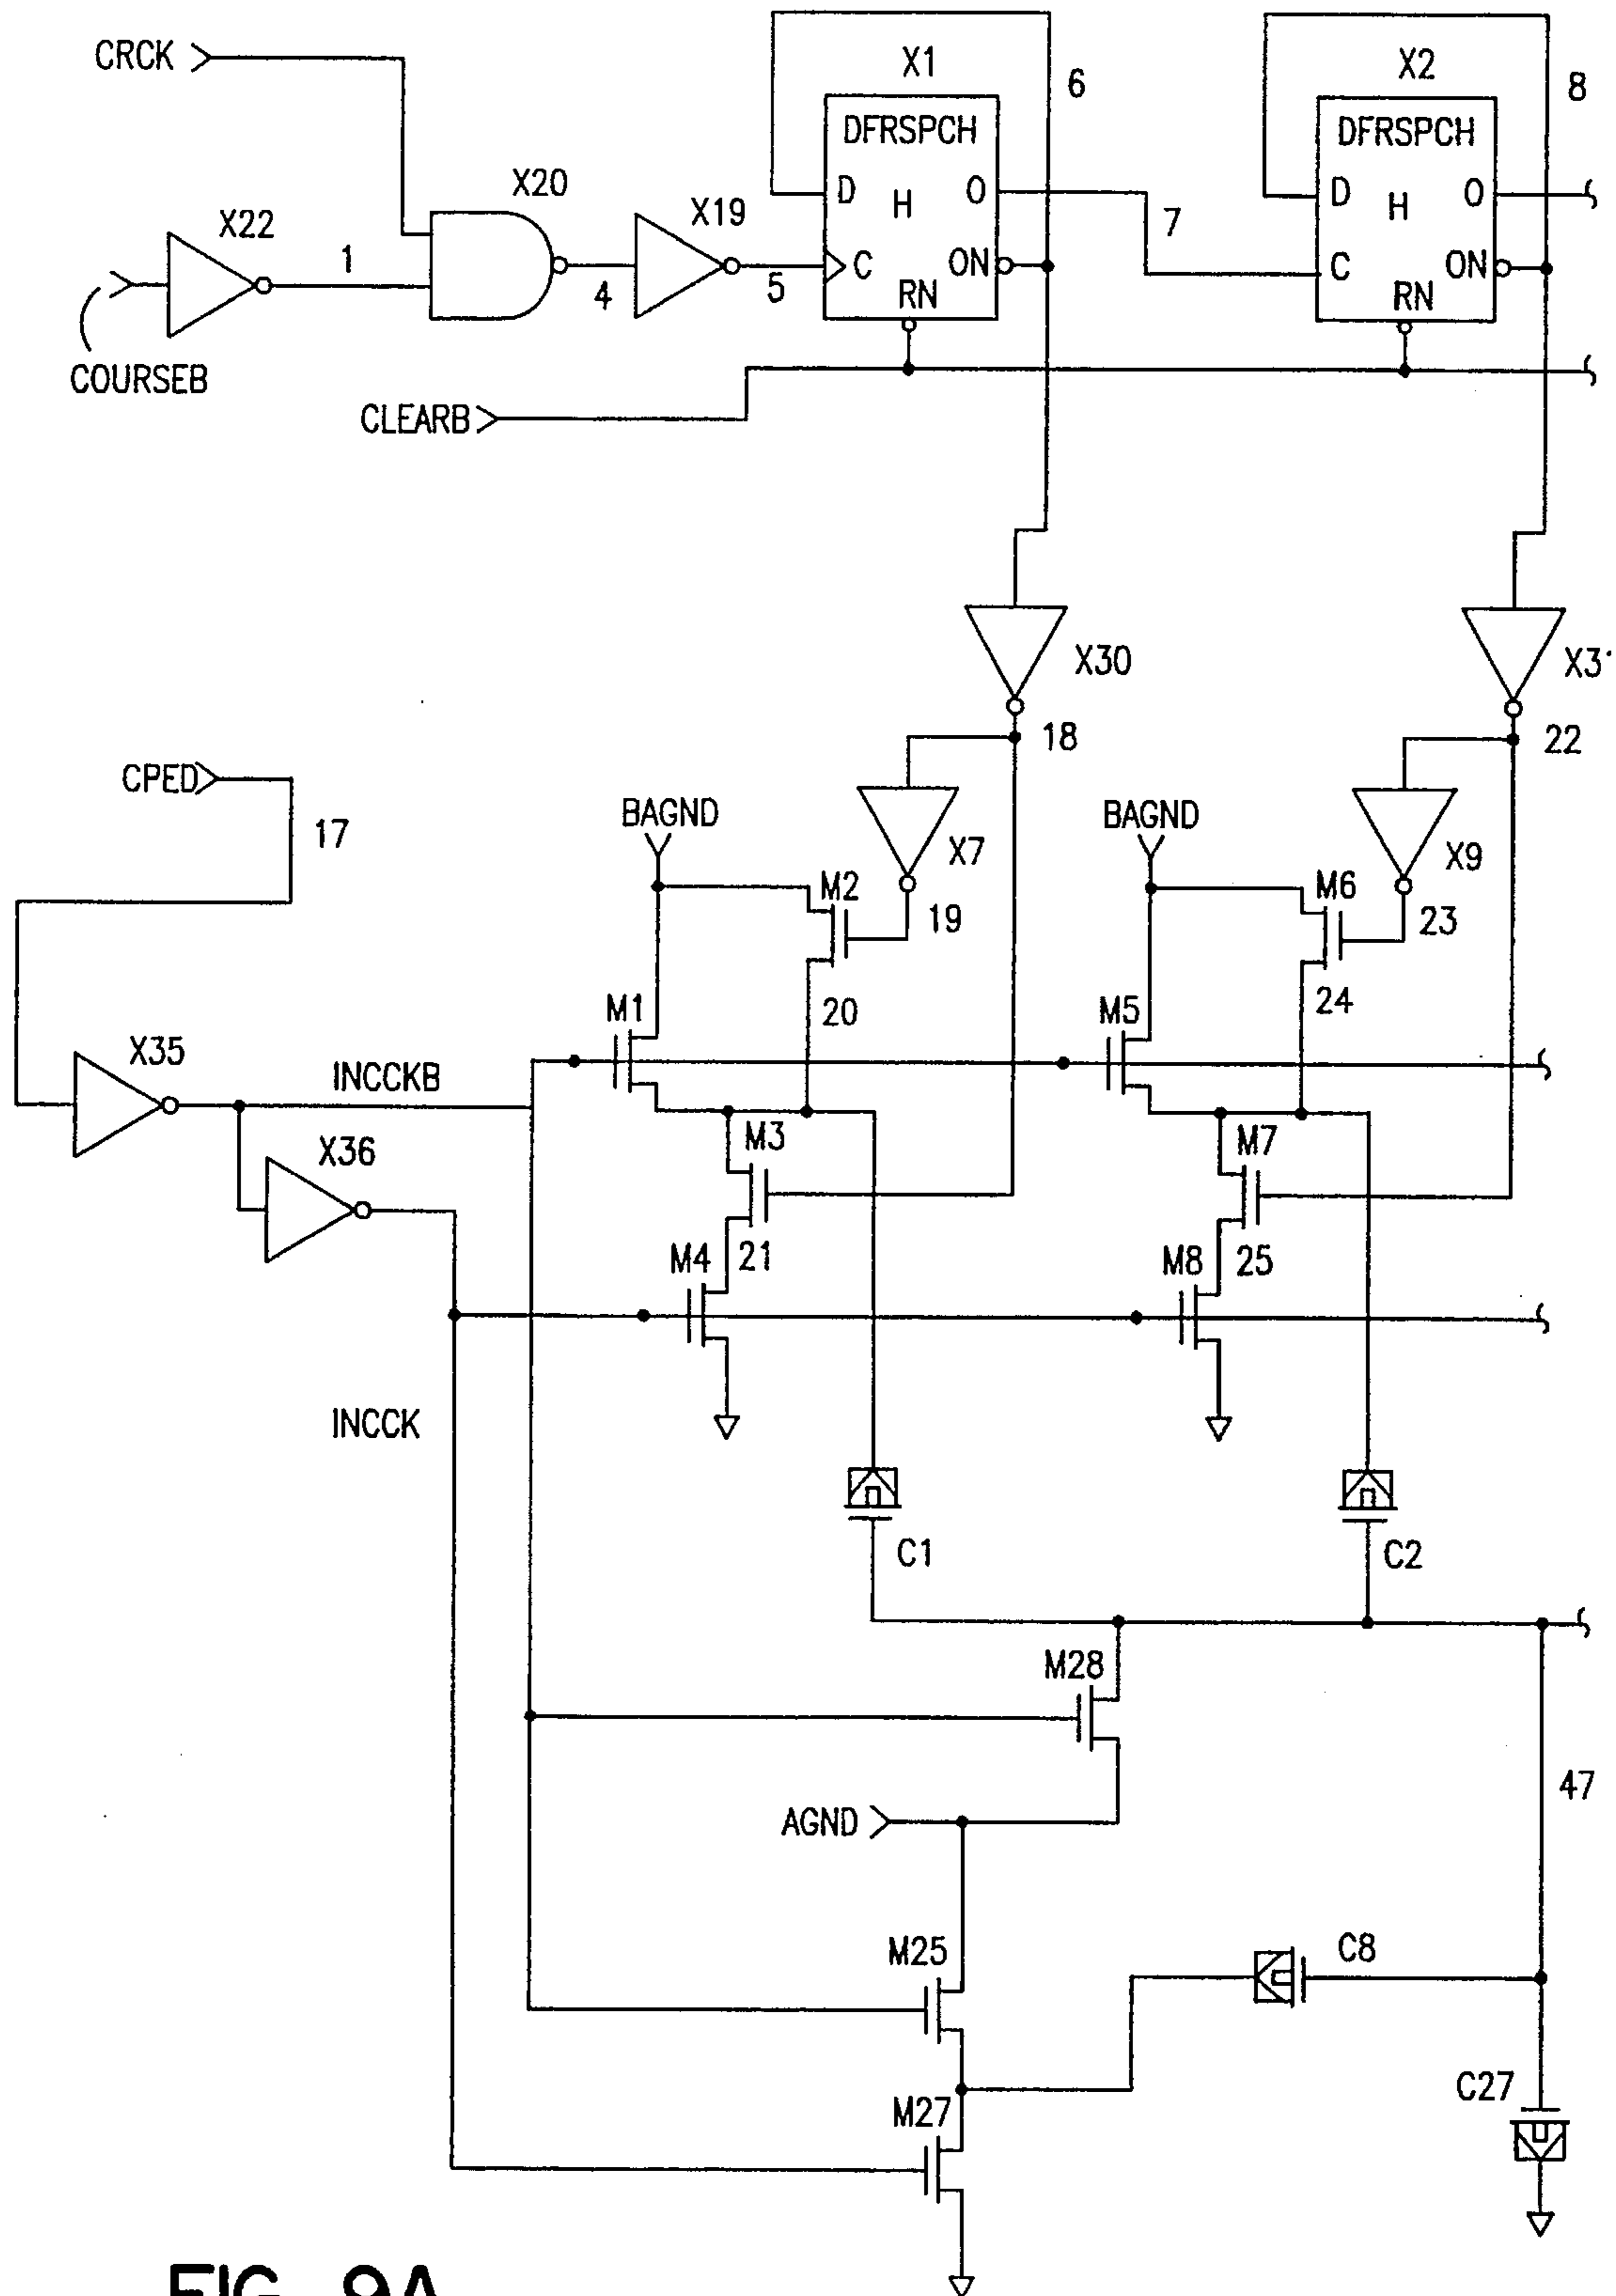 CRCK
X1
6
X2
8
DFRSPCH
DFRSPCH
X20
X19
X22
D
H
O
7
D
H
O
1
4
5
C
ON
C
ON
RN
RN
COURSEB
CLEARB
X30
18
22
CPED
17
BAGND
BAGND
X7
X9
M2
M6
19
23
20
24
M1
M5
X35
INCCKB
M3
M7
X36
M4
21
M8
25
INCCK
C1
C2
M28
47
AGND
M25
C8
M27
C27
FIG. 9A